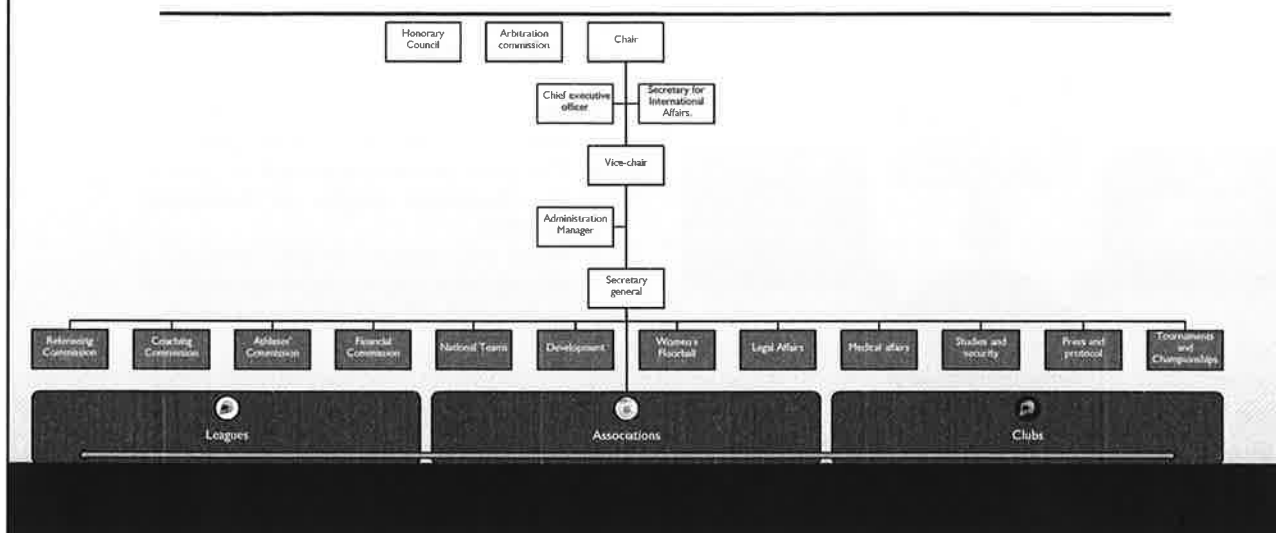 Honorary
Council
Arbitration
commission
Chair
Chief executive
officer
Secretary for
International
Affairs.
Vice-chair
Administration
Manager
Secretary
general
Refereeing
Commission
Coaching
Commission
Athletes'
Commission
Financial
Commission
National Teams
Development
Women's
Floorball
Legal Affairs
Medical affairs
Studies and
security
Press and
protocol
Tournaments
and
Championships
Leagues
Associations
Clubs